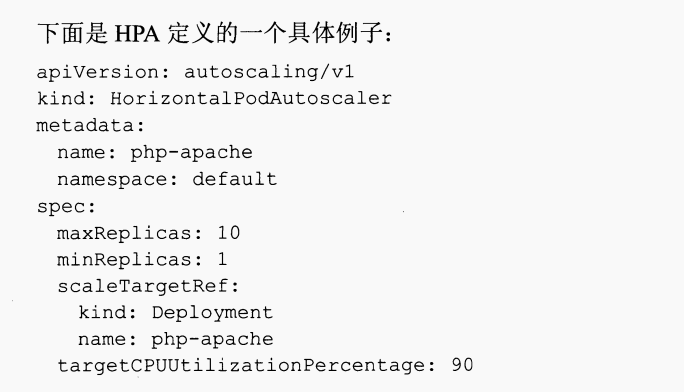 下面是 HPA 定义的一个具体例子：
apiVersion: autoscaling/v1
kind: HorizontalPodAutoscaler
metadata:
  name: php-apache
  namespace: default
spec:
  maxReplicas: 10
  minReplicas: 1
  scaleTargetRef:
    kind: Deployment
    name: php-apache
  targetCPUUtilizationPercentage: 90